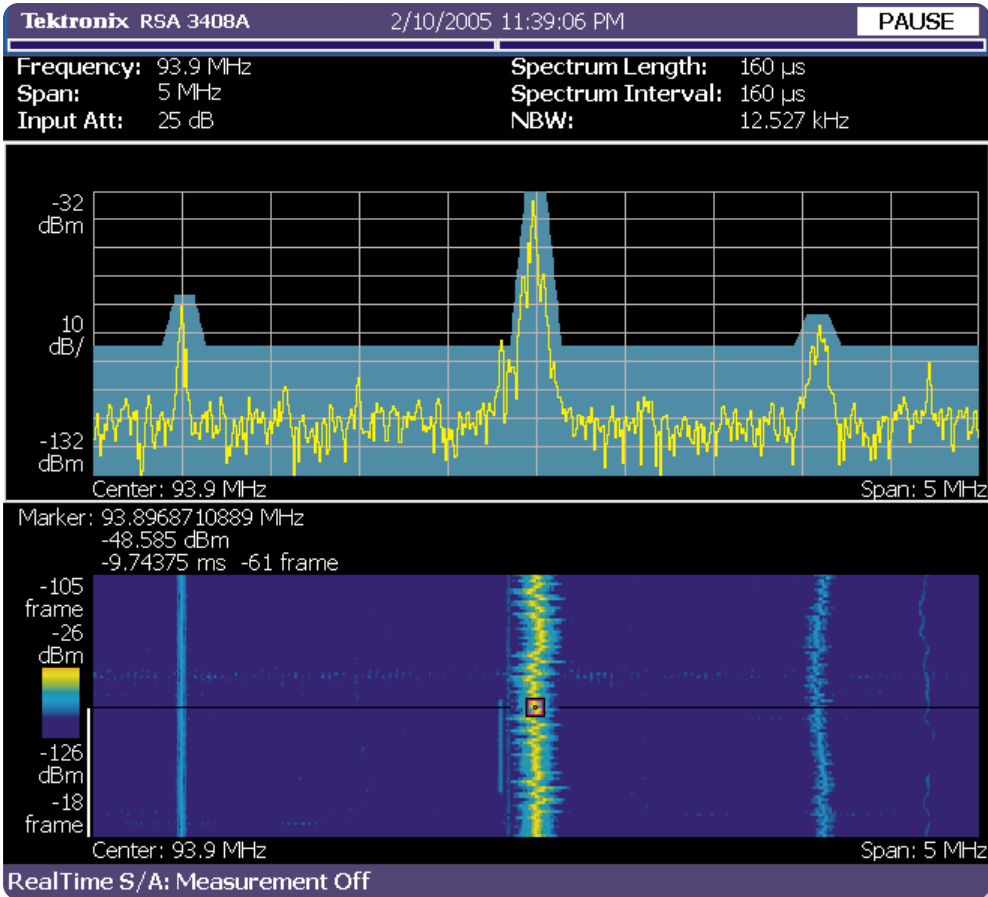 Tektronix RSA 3408A 2/10/2005 11:39:06 PM PAUSE
Frequency: 93.9 MHz Spectrum Length: 160 µs
Span: 5 MHz Spectrum Interval: 160 µs
Input Att: 25 dB NBW: 12.527 kHz
-32
dBm
10
dB/
-132
dBm
Center: 93.9 MHz Span: 5 MHz
Marker: 93.8968710889 MHz
-48.585 dBm
-9.74375 ms -61 frame
-105
frame
-26
dBm
-126
dBm
-18
frame
Center: 93.9 MHz Span: 5 MHz
RealTime S/A: Measurement Off